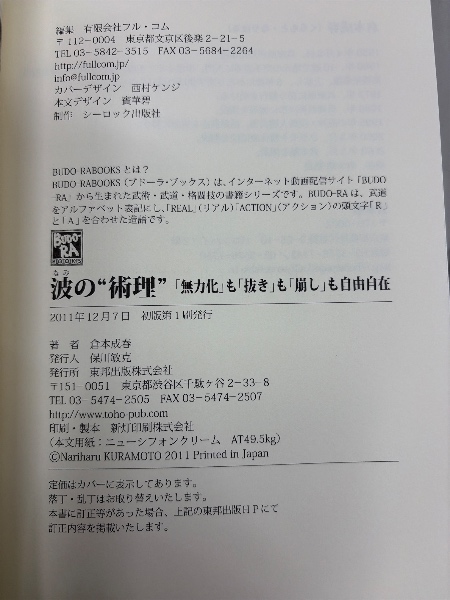 編集　有限会社フル・コム
〒112-0004　東京都文京区後楽2-21-5
TEL 03-5842-3515　FAX 03-5684-2264
http://fullcom.jp/
info@fullcom.jp
カバーデザイン　西村ケンジ
本文デザイン　賓華碧
制作　シーロック出版社
BUDO RABOOKS とは？
BUDO RABOOKS（ブドーラ・ブックス）は、インターネット動画配信サイト「BUDO
-RA」から生まれた武術・武道・格闘技の書籍シリーズです。BUDO-RA は、武道
をアルファベット表記にし、「REAL」（リアル）「ACTION」（アクション）の頭文字「R」
と「A」を合わせた造語です。
BUDO-
RA
BUDO RABOOKS
波の“術理”「無力化」も「抜き」も「崩し」も自由自在
2011年12月7日　初版第1刷発行
著　者　倉本成春
発行人　保川敏克
発行所　東邦出版株式会社
〒151-0051　東京都渋谷区千駄ヶ谷2-33-8
TEL 03-5474-2505　FAX 03-5474-2507
http://www.toho-pub.com
印刷・製本　新灯印刷株式会社
（本文用紙：ニューシフォンクリーム　AT49.5kg）
©Nariharu KURAMOTO 2011 Printed in Japan
定価はカバーに表示してあります。
落丁・乱丁はお取り替えいたします。
本書に訂正等があった場合、上記の東邦出版ＨＰにて
訂正内容を掲載いたします。